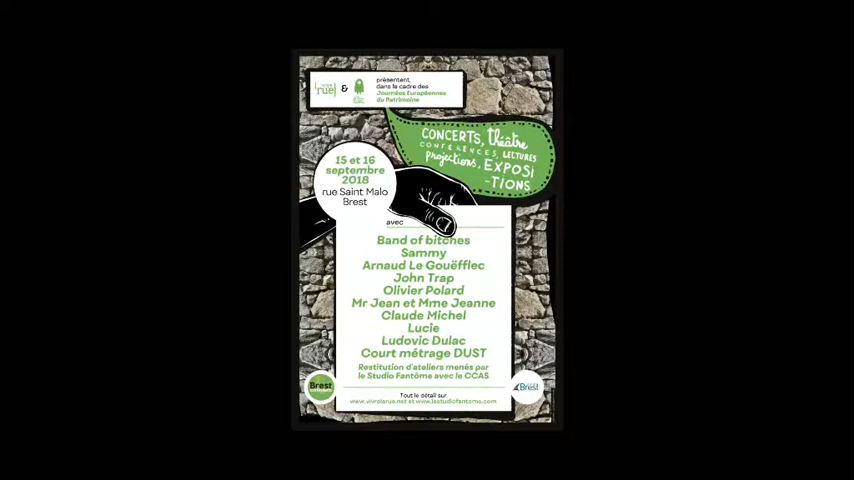 rue
&
présentent,
dans le cadre des
Journées Européennes
du Patrimoine
CONCERTS, théâtre
CONFÉRENCES, LECTURES
projections, EXPOSI
-TIONS
15 et 16
septembre
2018
rue Saint Malo
Brest
avec
Band of bitches
Sammy
Arnaud Le Gouëfflec
John Trap
Olivier Polard
Mr Jean et Mme Jeanne
Claude Michel
Lucie
Ludovic Dulac
Court métrage DUST
Restitution d'ateliers menés par
le Studio Fantôme avec le CCAS
Brest
Brest
Tout le détail sur
www.vivrelarue.net et www.lestudiofantome.com